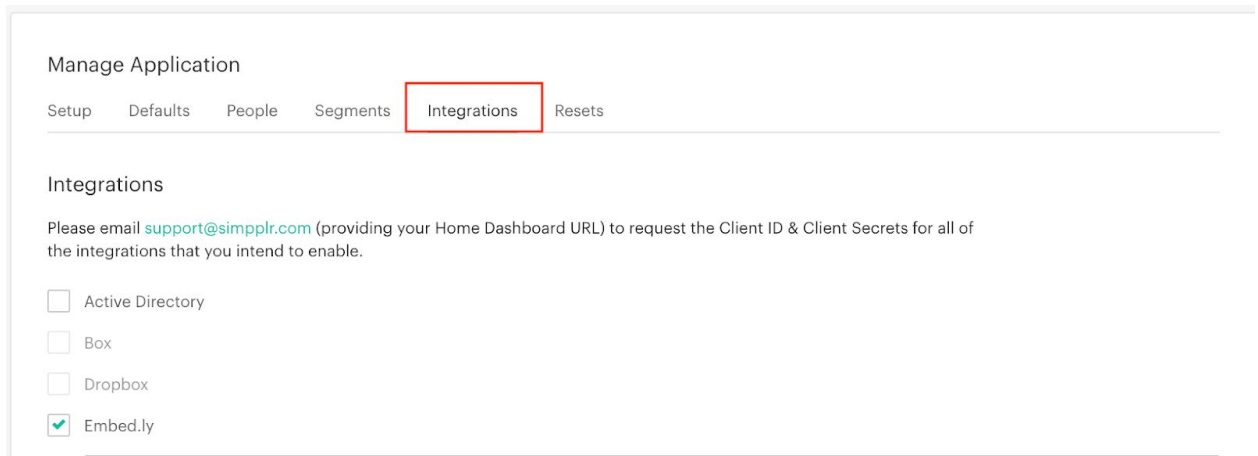 Manage Application
Setup Defaults People Segments Integrations Resets
Integrations
Please email support@simpplr.com (providing your Home Dashboard URL) to request the Client ID & Client Secrets for all of
the integrations that you intend to enable.
Active Directory
Box
Dropbox
Embed.ly